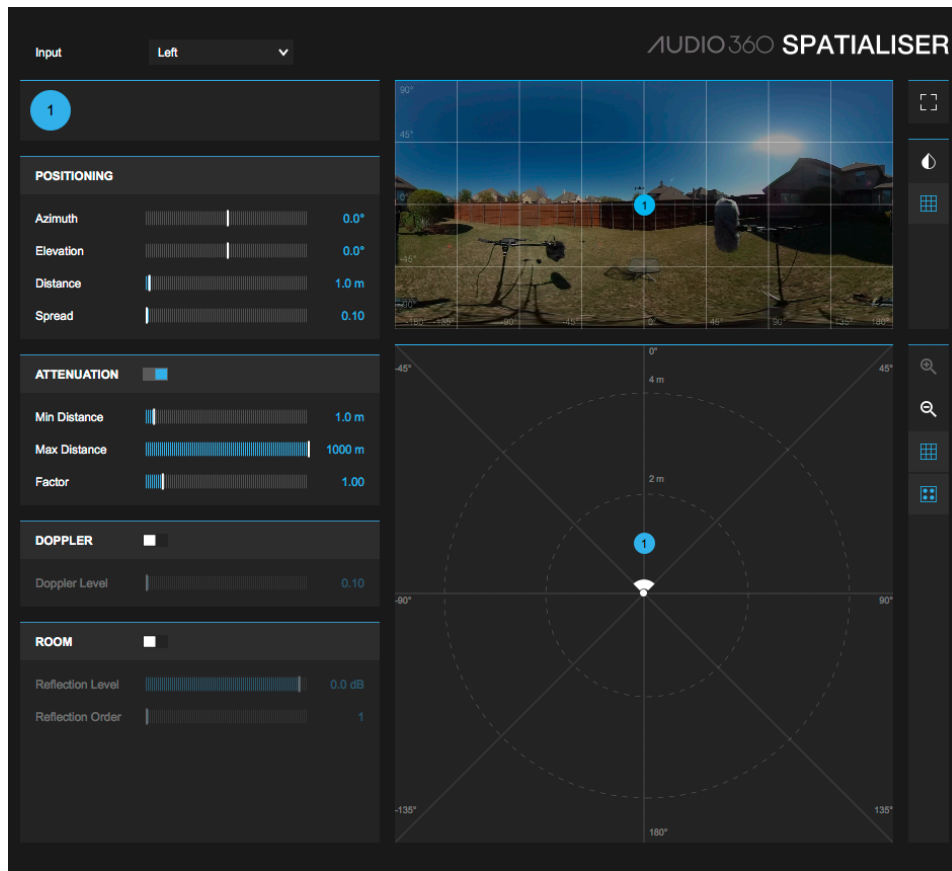 Input
Left
AUDIO360 SPATIALISER
1
POSITIONING
Azimuth 0.0°
Elevation 0.0°
Distance 1.0 m
Spread 0.10
ATTENUATION
Min Distance 1.0 m
Max Distance 1000 m
Factor 1.00
DOPPLER
Doppler Level 0.10
ROOM
Reflection Level 0.0 dB
Reflection Order 1
90°
45°
0°
1
-45°
-90°
-180° -135° -90° -45° 0° 45° 90° 135° 180°
-45° 0° 45°
4 m
2 m
1
-90° 90°
-135° 135°
180°